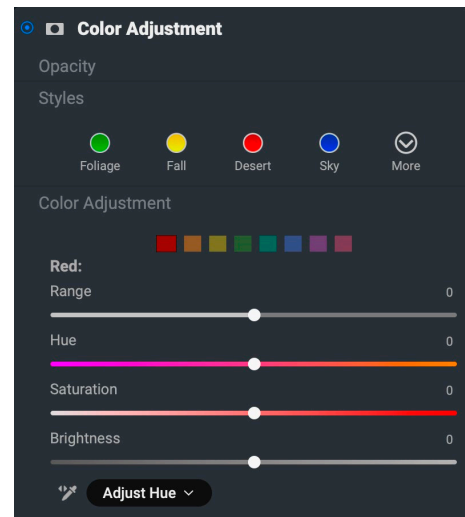 Color Adjustment
Opacity
Styles
Foliage Fall Desert Sky More
Color Adjustment
Red:
Range 0
Hue 0
Saturation 0
Brightness 0
Adjust Hue